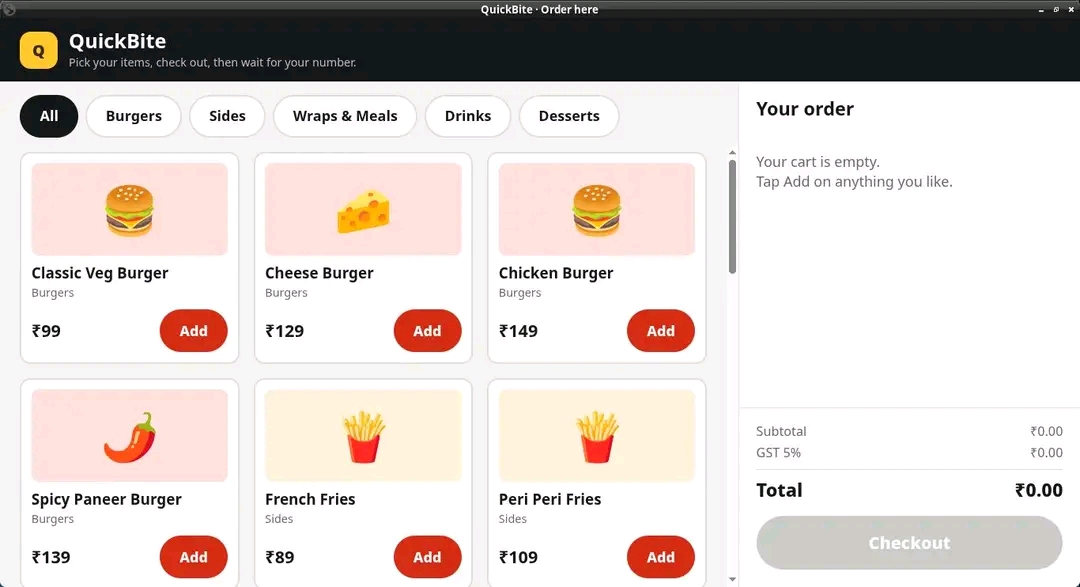 QuickBite · Order here
Q
QuickBite
Pick your items, check out, then wait for your number.
All
Burgers
Sides
Wraps & Meals
Drinks
Desserts
Classic Veg Burger
Burgers
₹99
Add
Cheese Burger
Burgers
₹129
Add
Chicken Burger
Burgers
₹149
Add
Spicy Paneer Burger
Burgers
₹139
Add
French Fries
Sides
₹89
Add
Peri Peri Fries
Sides
₹109
Add
Your order
Your cart is empty.
Tap Add on anything you like.
Subtotal ₹0.00
GST 5% ₹0.00
Total ₹0.00
Checkout